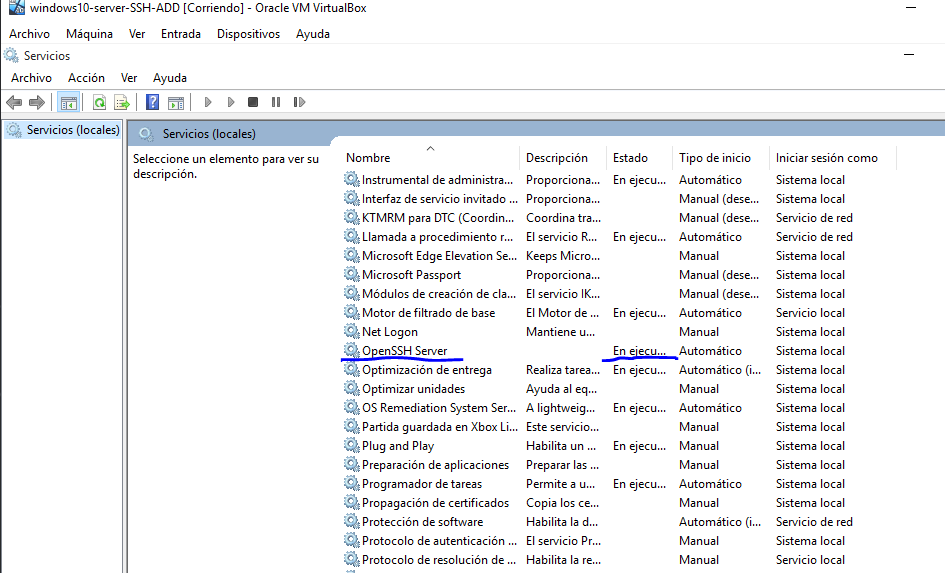 windows10-server-SSH-ADD [Corriendo] - Oracle VM VirtualBox
Archivo Máquina Ver Entrada Dispositivos Ayuda
Servicios
Archivo Acción Ver Ayuda
Servicios (locales)
Servicios (locales)
Seleccione un elemento para ver su
descripción.
Nombre Descripción Estado Tipo de inicio Iniciar sesión como
Instrumental de administra... Proporciona... En ejecu... Automático Sistema local
Interfaz de servicio invitado ... Proporciona... Manual (dese... Sistema local
KTMRM para DTC (Coordin... Coordina tra... Manual (dese... Servicio de red
Llamada a procedimiento r... El servicio R... En ejecu... Automático Servicio de red
Microsoft Edge Elevation Se... Keeps Micro... Manual Sistema local
Microsoft Passport Proporciona... Manual (dese... Sistema local
Módulos de creación de cla... El servicio IK... Manual (dese... Sistema local
Motor de filtrado de base El Motor de ... En ejecu... Automático Servicio local
Net Logon Mantiene u... Manual Sistema local
OpenSSH Server En ejecu... Automático Sistema local
Optimización de entrega Realiza tarea... En ejecu... Automático (i... Servicio de red
Optimizar unidades Ayuda al eq... Manual Sistema local
OS Remediation System Ser... A lightweig... En ejecu... Automático Sistema local
Partida guardada en Xbox Li... Este servicio... Manual Sistema local
Plug and Play Habilita un ... En ejecu... Manual Sistema local
Preparación de aplicaciones Preparar las ... Manual Sistema local
Programador de tareas Permite a u... En ejecu... Automático Sistema local
Propagación de certificados Copia los ce... Manual Sistema local
Protección de software Habilita la d... Automático (i... Servicio de red
Protocolo de autenticación ... El servicio Pr... Manual Sistema local
Protocolo de resolución de ... Habilita la re... Manual Servicio local